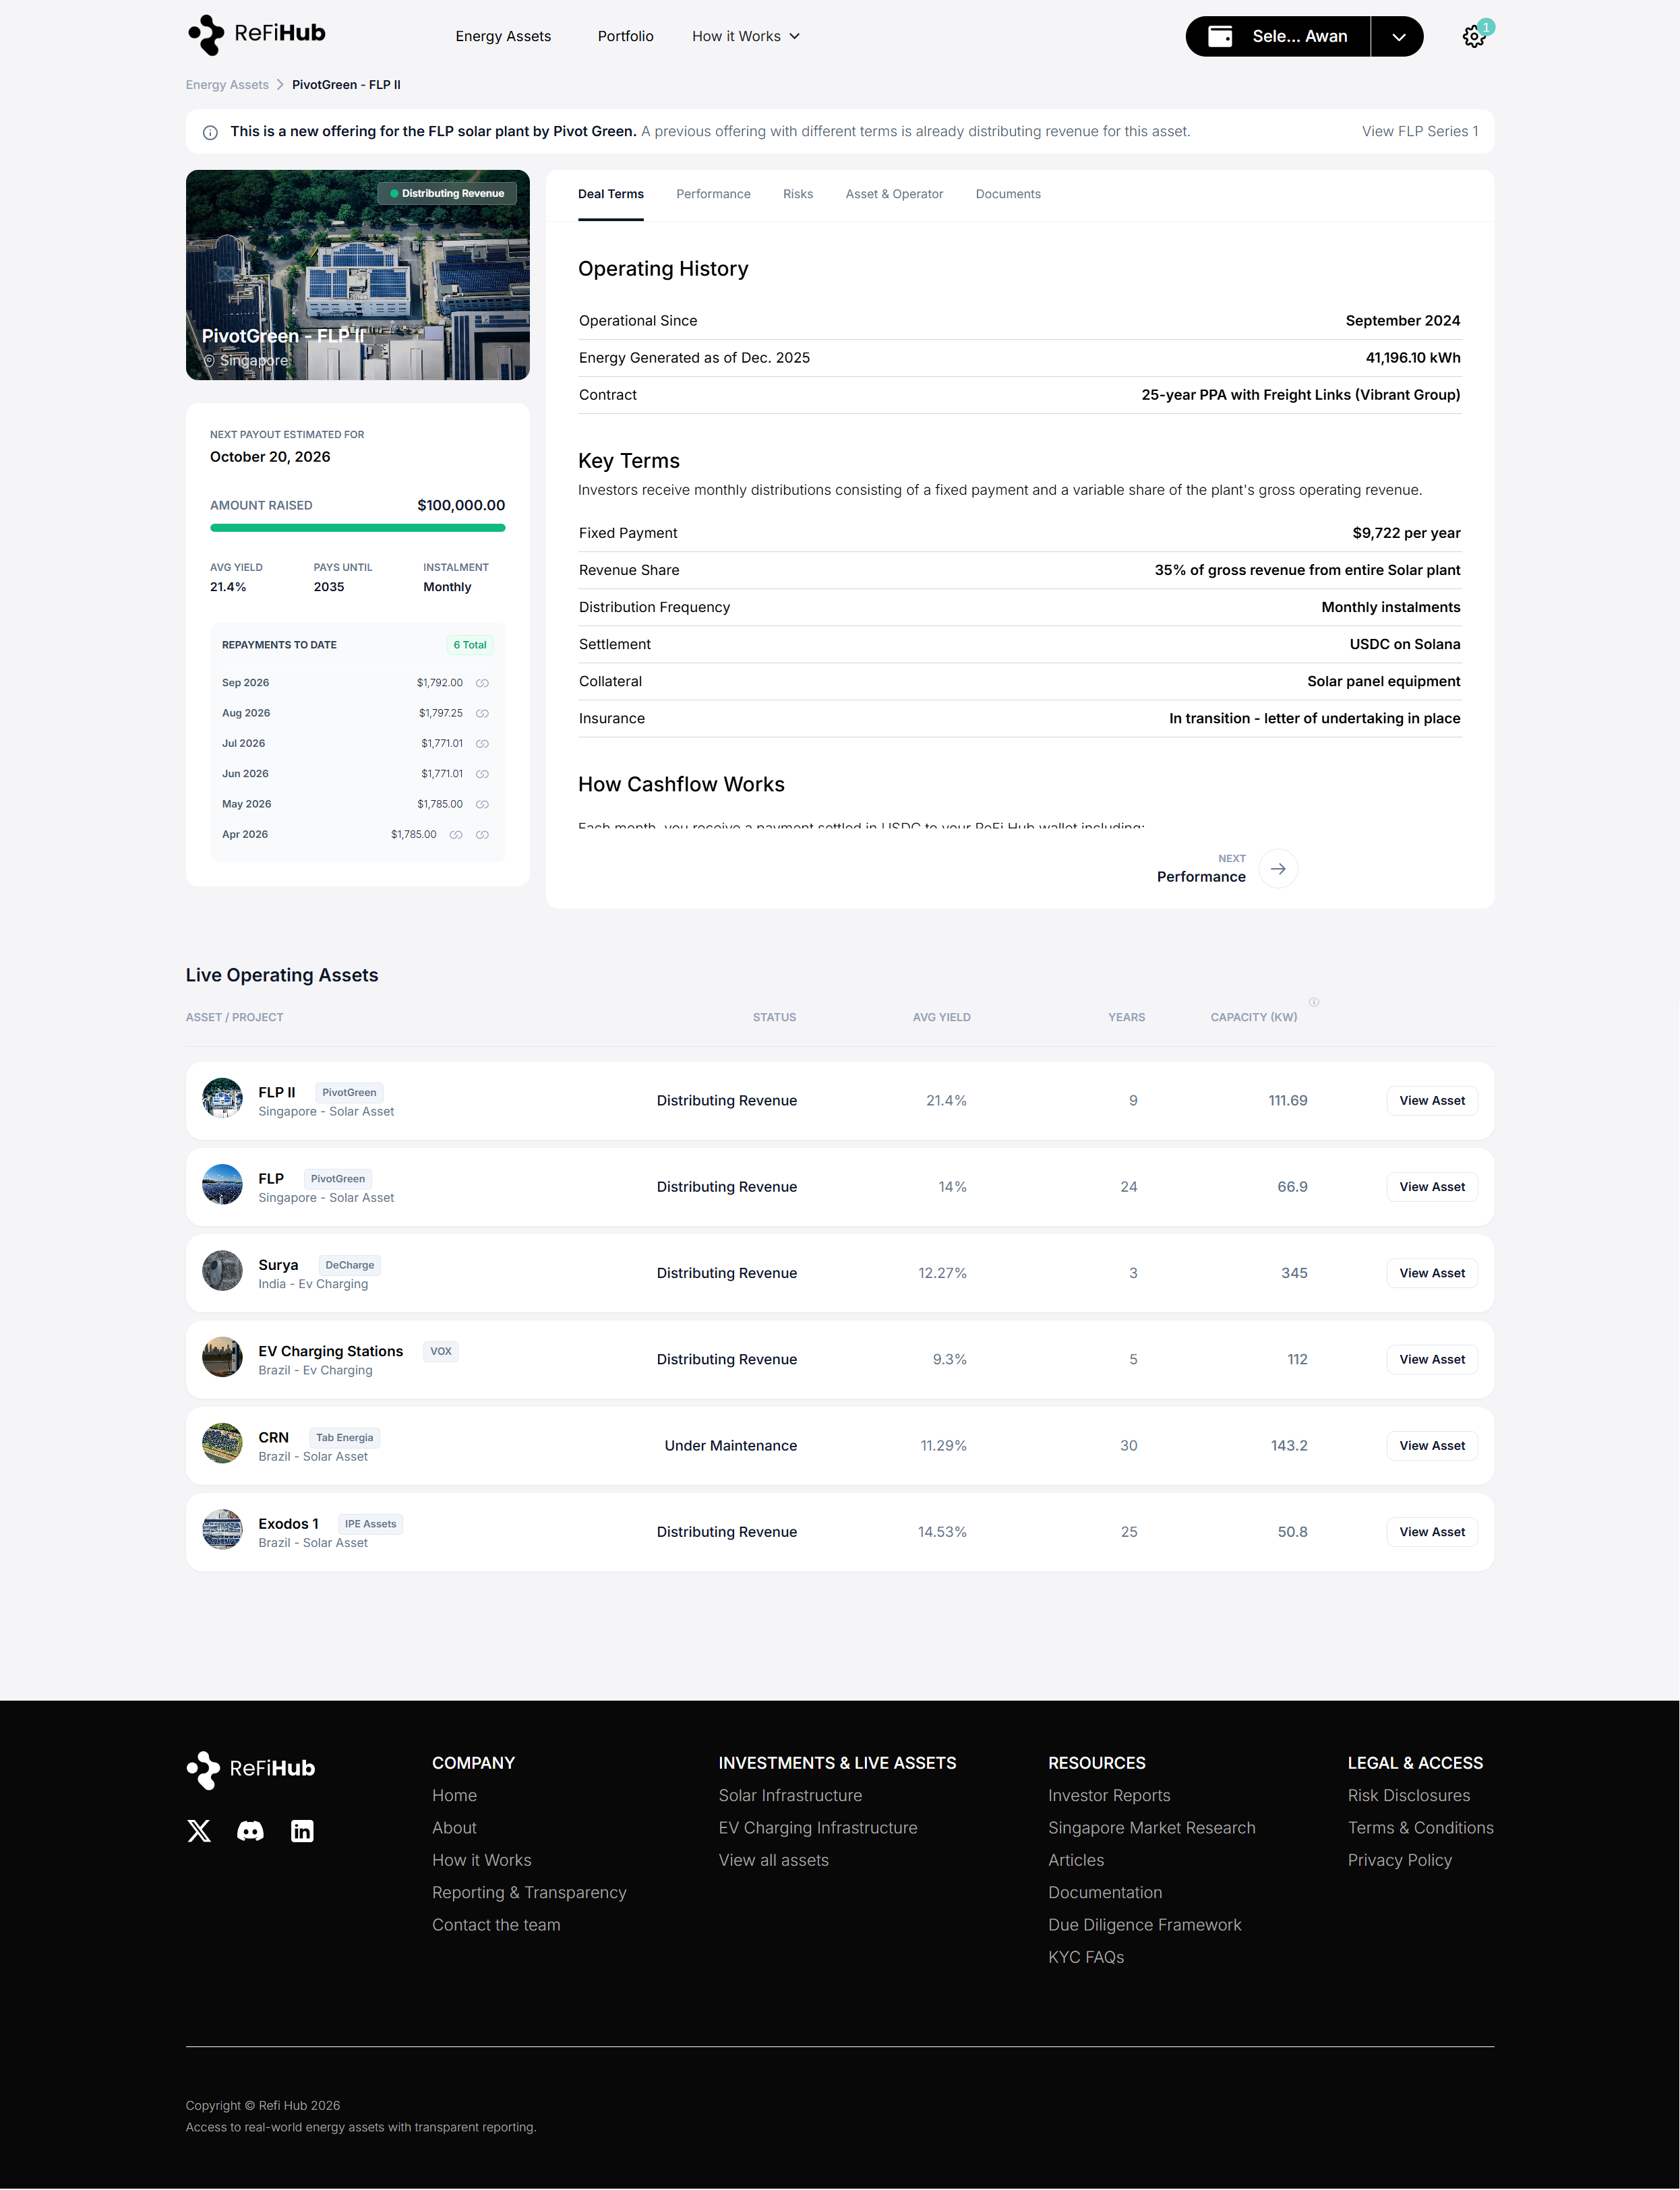 ReFiHub
Energy Assets
Portfolio
How it Works
Sele... Awan
1
Energy Assets > PivotGreen - FLP II
This is a new offering for the FLP solar plant by Pivot Green. A previous offering with different terms is already distributing revenue for this asset.
View FLP Series 1
Distributing Revenue
PivotGreen - FLP II
Singapore
NEXT PAYOUT ESTIMATED FOR
October 20, 2026
AMOUNT RAISED $100,000.00
AVG YIELD PAYS UNTIL INSTALMENT
21.4% 2035 Monthly
REPAYMENTS TO DATE 6 Total
Sep 2026 $1,792.00
Aug 2026 $1,797.25
Jul 2026 $1,771.01
Jun 2026 $1,771.01
May 2026 $1,785.00
Apr 2026 $1,785.00
Deal Terms Performance Risks Asset & Operator Documents
Operating History
Operational Since September 2024
Energy Generated as of Dec. 2025 41,196.10 kWh
Contract 25-year PPA with Freight Links (Vibrant Group)
Key Terms
Investors receive monthly distributions consisting of a fixed payment and a variable share of the plant's gross operating revenue.
Fixed Payment $9,722 per year
Revenue Share 35% of gross revenue from entire Solar plant
Distribution Frequency Monthly instalments
Settlement USDC on Solana
Collateral Solar panel equipment
Insurance In transition - letter of undertaking in place
How Cashflow Works
Each month, you receive a payment settled in USDC to your ReFi Hub wallet including:
NEXT
Performance
Live Operating Assets
ASSET / PROJECT STATUS AVG YIELD YEARS CAPACITY (KW)
FLP II PivotGreen
Singapore - Solar Asset
Distributing Revenue 21.4% 9 111.69 View Asset
FLP PivotGreen
Singapore - Solar Asset
Distributing Revenue 14% 24 66.9 View Asset
Surya DeCharge
India - Ev Charging
Distributing Revenue 12.27% 3 345 View Asset
EV Charging Stations VOX
Brazil - Ev Charging
Distributing Revenue 9.3% 5 112 View Asset
CRN Tab Energia
Brazil - Solar Asset
Under Maintenance 11.29% 30 143.2 View Asset
Exodos 1 IPE Assets
Brazil - Solar Asset
Distributing Revenue 14.53% 25 50.8 View Asset
ReFiHub
COMPANY
Home
About
How it Works
Reporting & Transparency
Contact the team
INVESTMENTS & LIVE ASSETS
Solar Infrastructure
EV Charging Infrastructure
View all assets
RESOURCES
Investor Reports
Singapore Market Research
Articles
Documentation
Due Diligence Framework
KYC FAQs
LEGAL & ACCESS
Risk Disclosures
Terms & Conditions
Privacy Policy
Copyright © Refi Hub 2026
Access to real-world energy assets with transparent reporting.